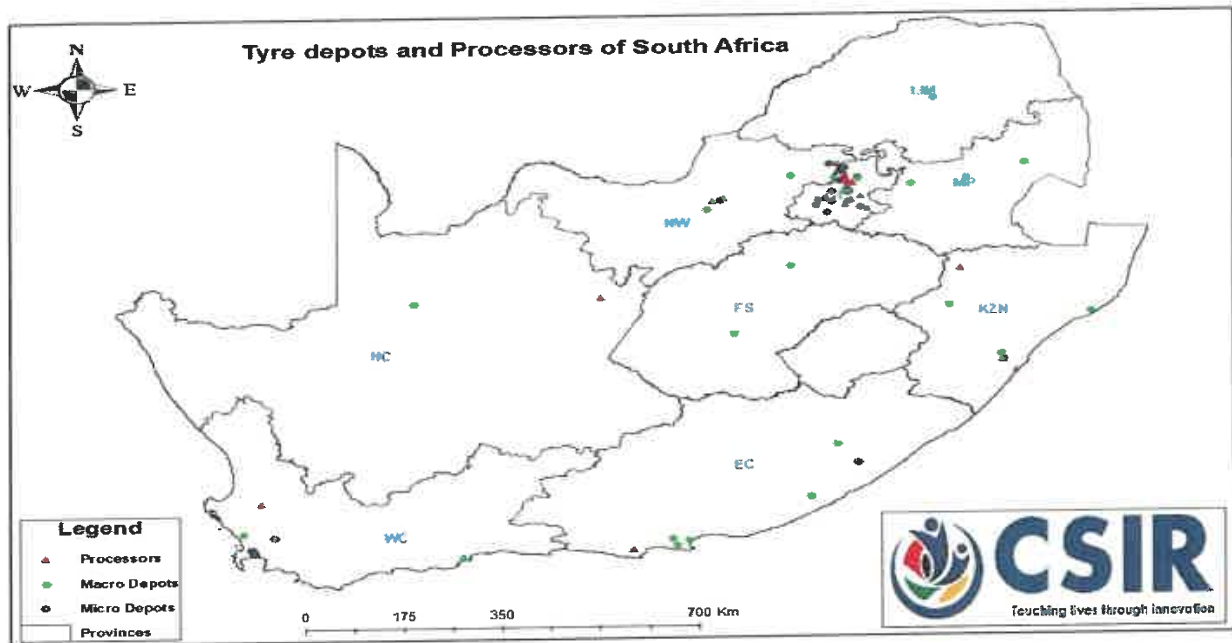 Tyre depots and Processors of South Africa
N
W E
S
LIM
MP
NW
FS
KZN
NC
EC
WC
Legend
Processors
Macro Depots
Micro Depots
Provinces
0 175 350 700 Km
CSIR
Touching lives through innovation